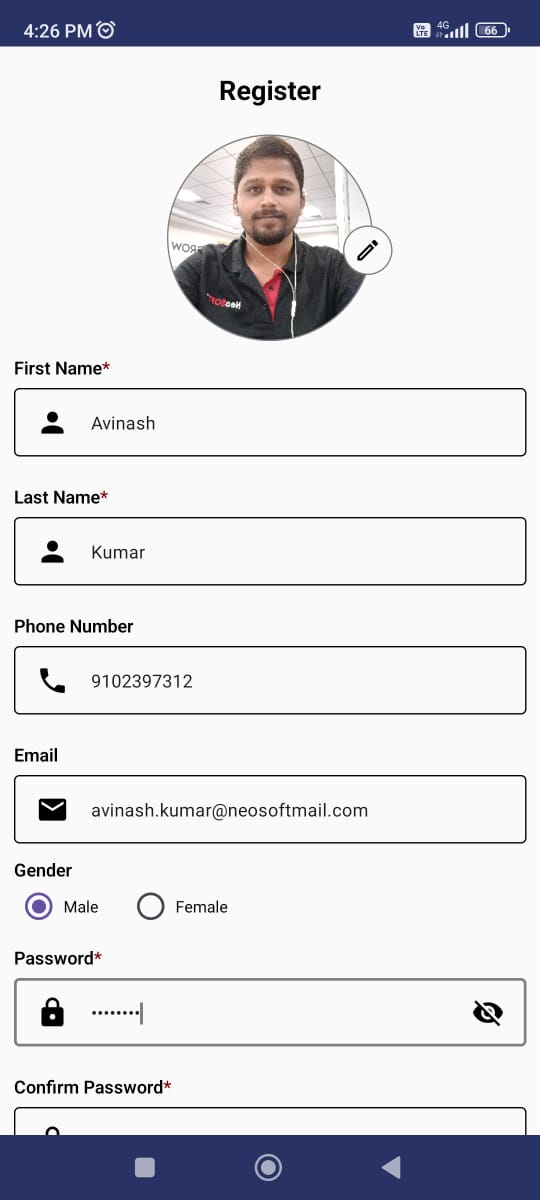 4:26 PM
Vo LTE 4G 66
Register
First Name*
Avinash
Last Name*
Kumar
Phone Number
9102397312
Email
avinash.kumar@neosoftmail.com
Gender
Male Female
Password*
••••••••
Confirm Password*